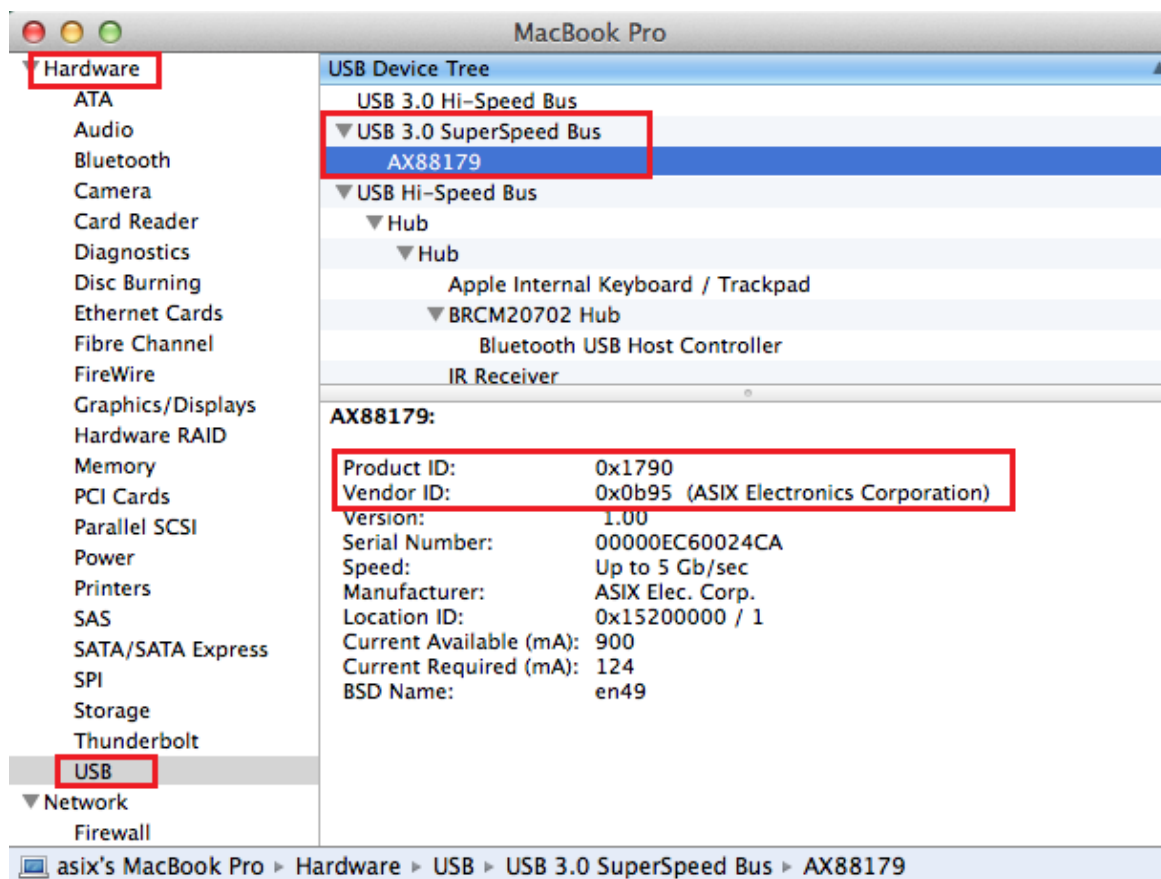 MacBook Pro
Hardware
ATA
Audio
Bluetooth
Camera
Card Reader
Diagnostics
Disc Burning
Ethernet Cards
Fibre Channel
FireWire
Graphics/Displays
Hardware RAID
Memory
PCI Cards
Parallel SCSI
Power
Printers
SAS
SATA/SATA Express
SPI
Storage
Thunderbolt
USB
Network
Firewall
USB Device Tree
USB 3.0 Hi-Speed Bus
USB 3.0 SuperSpeed Bus
AX88179
USB Hi-Speed Bus
Hub
Hub
Apple Internal Keyboard / Trackpad
BRCM20702 Hub
Bluetooth USB Host Controller
IR Receiver
AX88179:
Product ID: 0x1790
Vendor ID: 0x0b95 (ASIX Electronics Corporation)
Version: 1.00
Serial Number: 00000EC60024CA
Speed: Up to 5 Gb/sec
Manufacturer: ASIX Elec. Corp.
Location ID: 0x15200000 / 1
Current Available (mA): 900
Current Required (mA): 124
BSD Name: en49
asix's MacBook Pro ▸ Hardware ▸ USB ▸ USB 3.0 SuperSpeed Bus ▸ AX88179